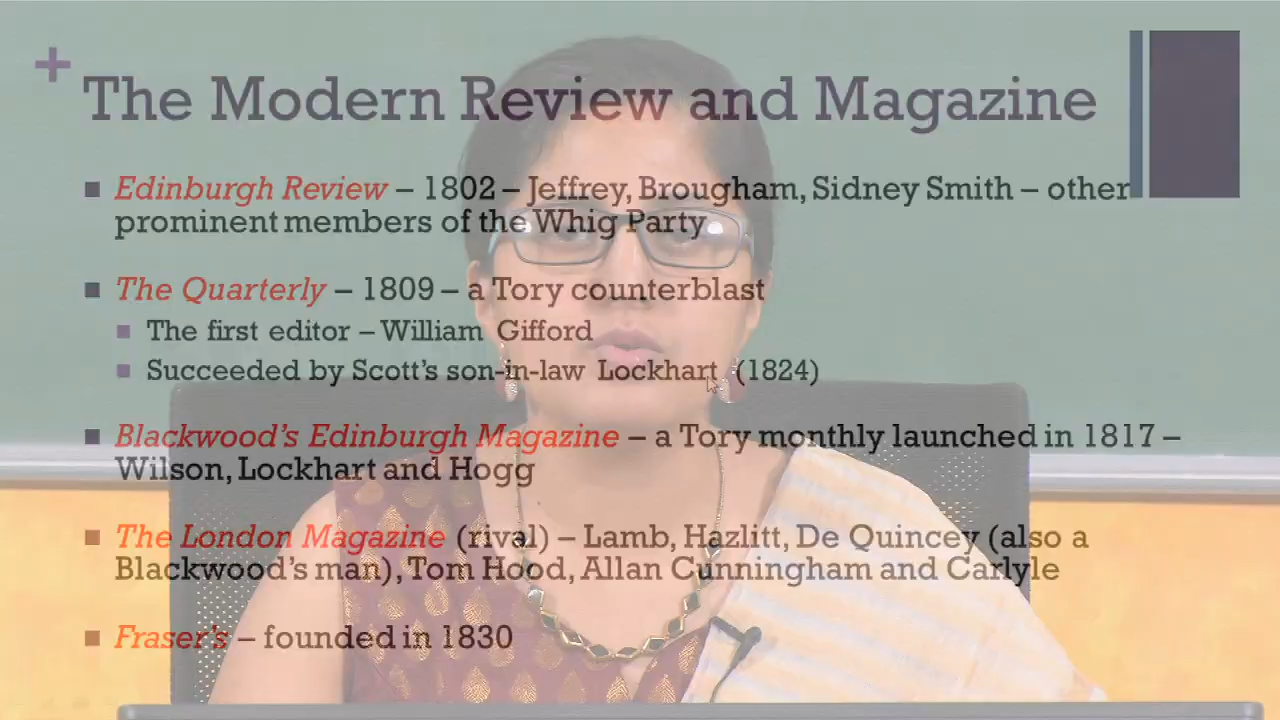 The Modern Review and Magazine
Edinburgh Review – 1802 – Jeffrey, Brougham, Sidney Smith – other
prominent members of the Whig Party
The Quarterly – 1809 – a Tory counterblast
The first editor – William Gifford
Succeeded by Scott's son-in-law Lockhart (1824)
Blackwood's Edinburgh Magazine – a Tory monthly launched in 1817 –
Wilson, Lockhart and Hogg
The London Magazine (rival) – Lamb, Hazlitt, De Quincey (also a
Blackwood's man), Tom Hood, Allan Cunningham and Carlyle
Fraser's – founded in 1830